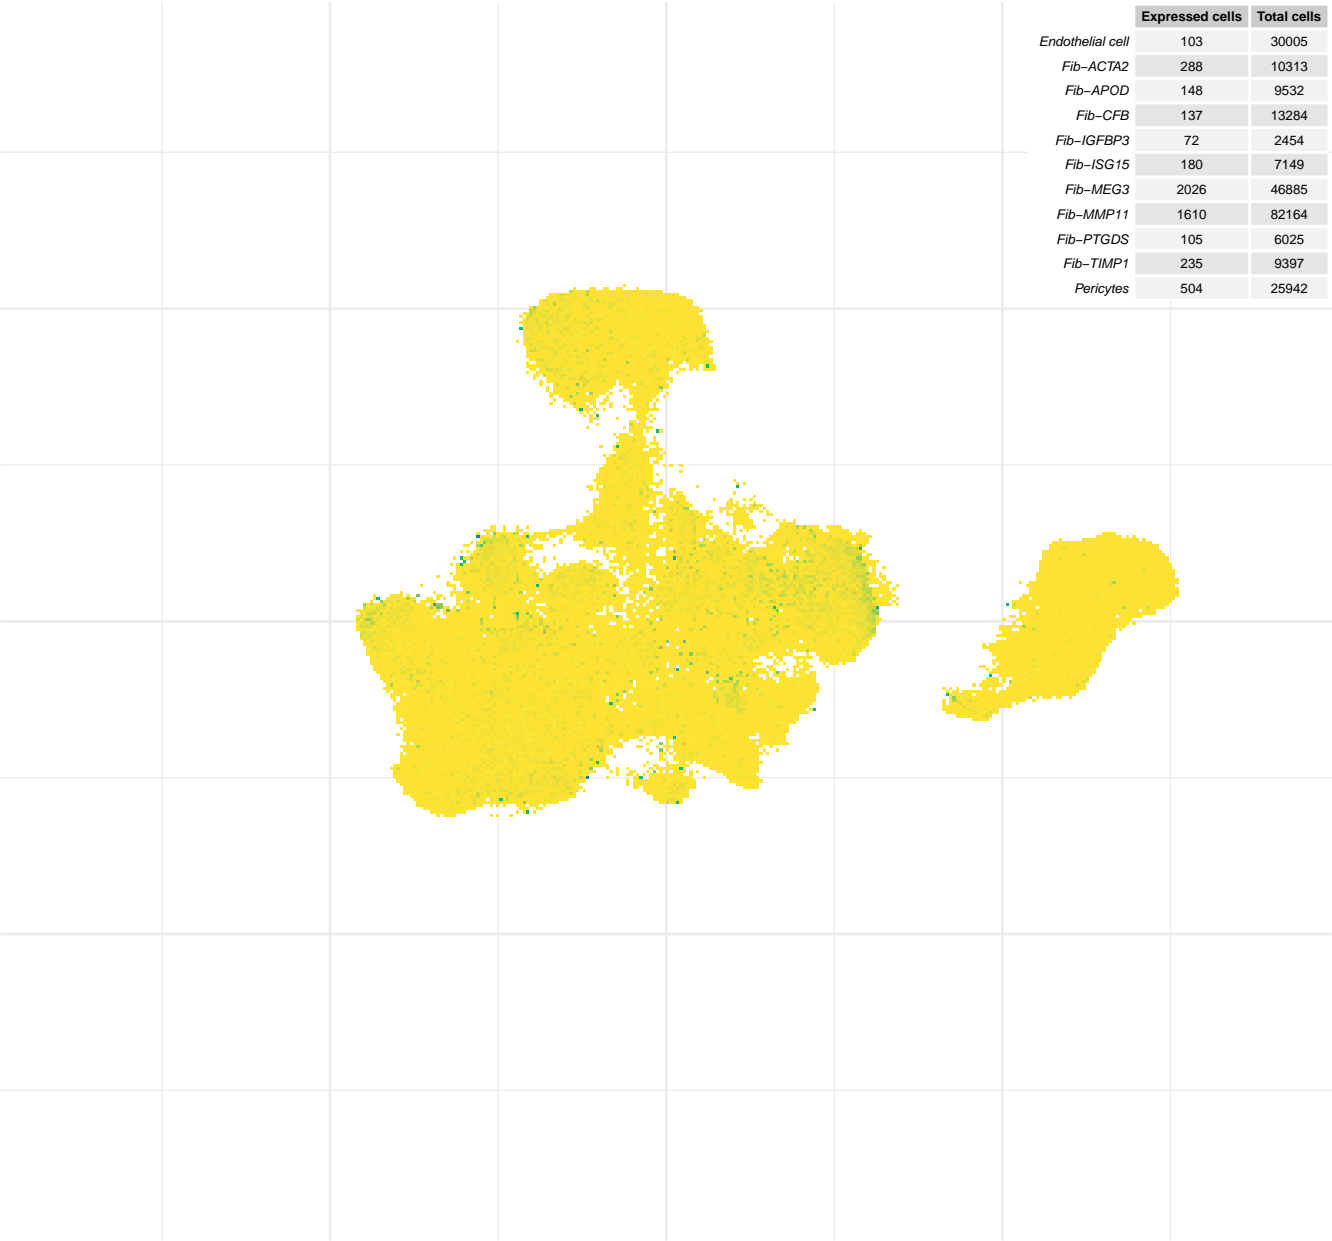 Expressed cells Total cells
Endothelial cell 103 30005
Fib−ACTA2 288 10313
Fib−APOD 148 9532
Fib−CFB 137 13284
Fib−IGFBP3 72 2454
Fib−ISG15 180 7149
Fib−MEG3 2026 46885
Fib−MMP11 1610 82164
Fib−PTGDS 105 6025
Fib−TIMP1 235 9397
Pericytes 504 25942